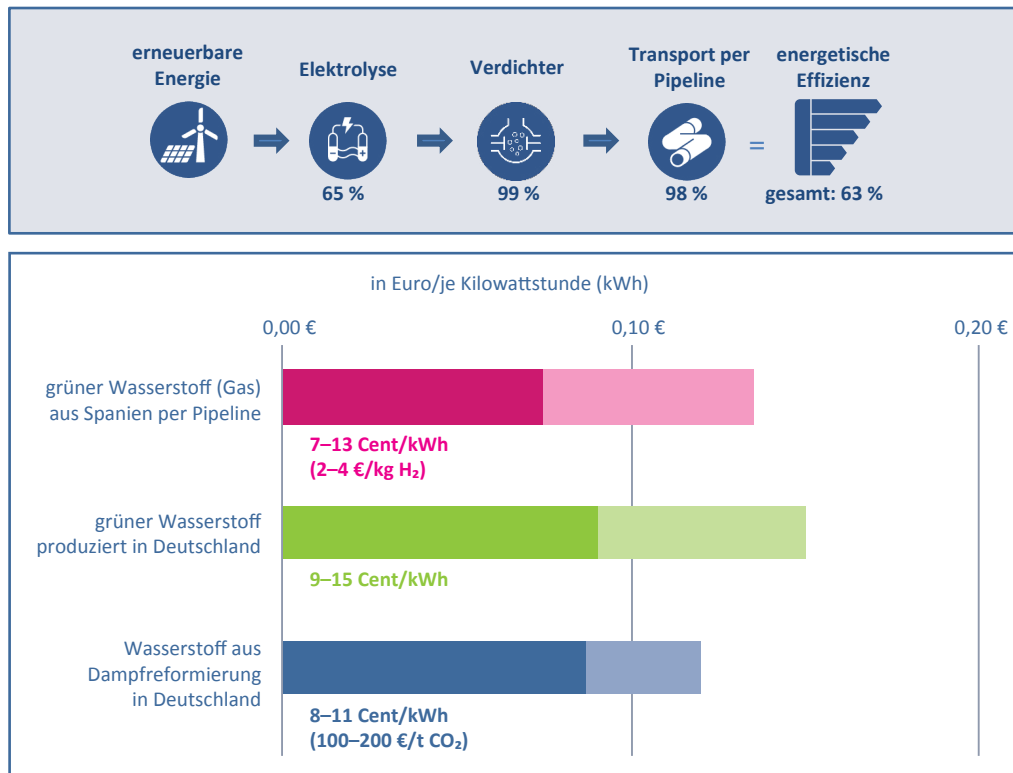 erneuerbare
Energie
Elektrolyse
Verdichter
Transport per
Pipeline
energetische
Effizienz
=
65 %
99 %
98 %
gesamt: 63 %
in Euro/je Kilowattstunde (kWh)
0,00 €
0,10 €
0,20 €
grüner Wasserstoff (Gas)
aus Spanien per Pipeline
7–13 Cent/kWh
(2–4 €/kg H₂)
grüner Wasserstoff
produziert in Deutschland
9–15 Cent/kWh
Wasserstoff aus
Dampfreformierung
in Deutschland
8–11 Cent/kWh
(100–200 €/t CO₂)